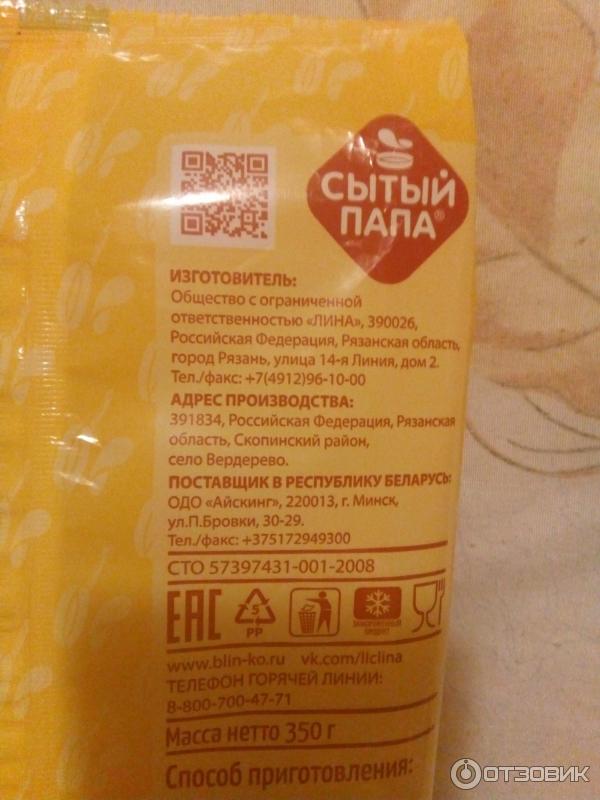 СЫТЫЙ
ПАПА®
ИЗГОТОВИТЕЛЬ:
Общество с ограниченной
ответственностью «ЛИНА», 390026,
Российская Федерация, Рязанская область,
город Рязань, улица 14-я Линия, дом 2.
Тел./факс: +7(4912)96-10-00
АДРЕС ПРОИЗВОДСТВА:
391834, Российская Федерация, Рязанская
область, Скопинский район,
село Вердерево.
ПОСТАВЩИК В РЕСПУБЛИКУ БЕЛАРУСЬ:
ОДО «Айскинг», 220013, г. Минск,
ул.П.Бровки, 30-29.
Тел./факс: +375172949300
СТО 57397431-001-2008
ЕАС
5
PP
ЗАМОРОЖЕННЫЙ
ПРОДУКТ
www.blin-ko.ru vk.com/llclina
ТЕЛЕФОН ГОРЯЧЕЙ ЛИНИИ:
8-800-700-47-71
Масса нетто 350 г
Способ приготовления:
ОТЗОВИК